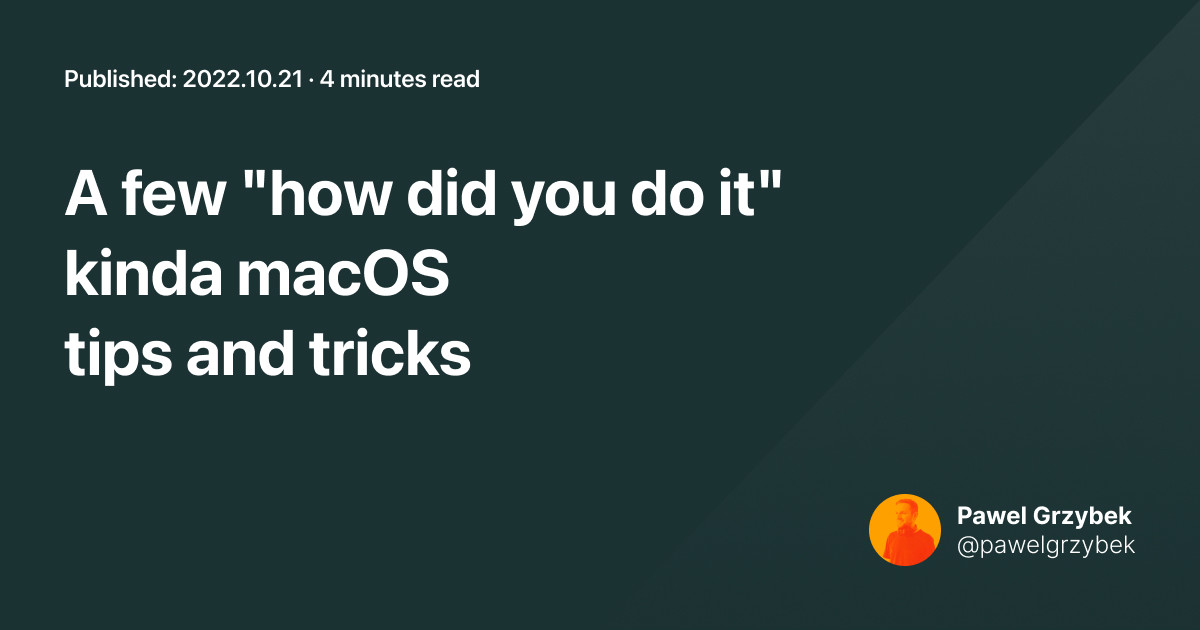 Published: 2022.10.21 · 4 minutes read
A few "how did you do it"
kinda macOS
tips and tricks
Pawel Grzybek
@pawelgrzybek